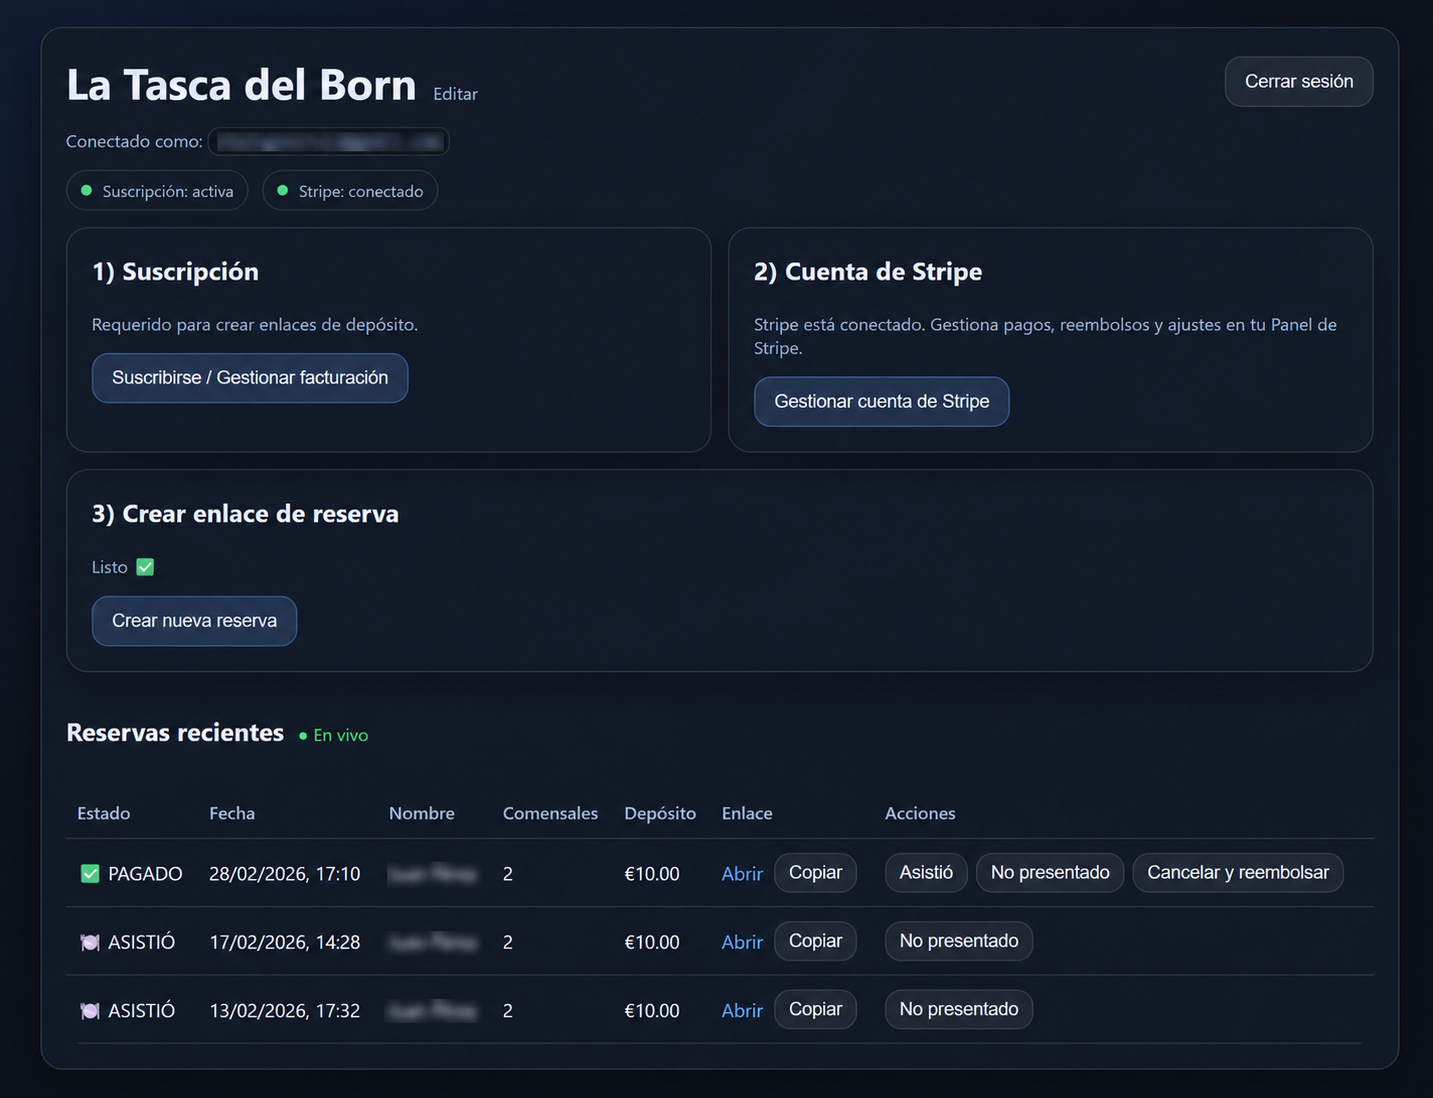 La Tasca del Born Editar
Cerrar sesión
Conectado como:
Suscripción: activa Stripe: conectado
1) Suscripción
Requerido para crear enlaces de depósito.
Suscribirse / Gestionar facturación
2) Cuenta de Stripe
Stripe está conectado. Gestiona pagos, reembolsos y ajustes en tu Panel de
Stripe.
Gestionar cuenta de Stripe
3) Crear enlace de reserva
Listo ✅
Crear nueva reserva
Reservas recientes • En vivo
Estado Fecha Nombre Comensales Depósito Enlace Acciones
✅ PAGADO 28/02/2026, 17:10 2 €10.00 Abrir Copiar Asistió No presentado Cancelar y reembolsar
🍽️ ASISTIÓ 17/02/2026, 14:28 2 €10.00 Abrir Copiar No presentado
🍽️ ASISTIÓ 13/02/2026, 17:32 2 €10.00 Abrir Copiar No presentado